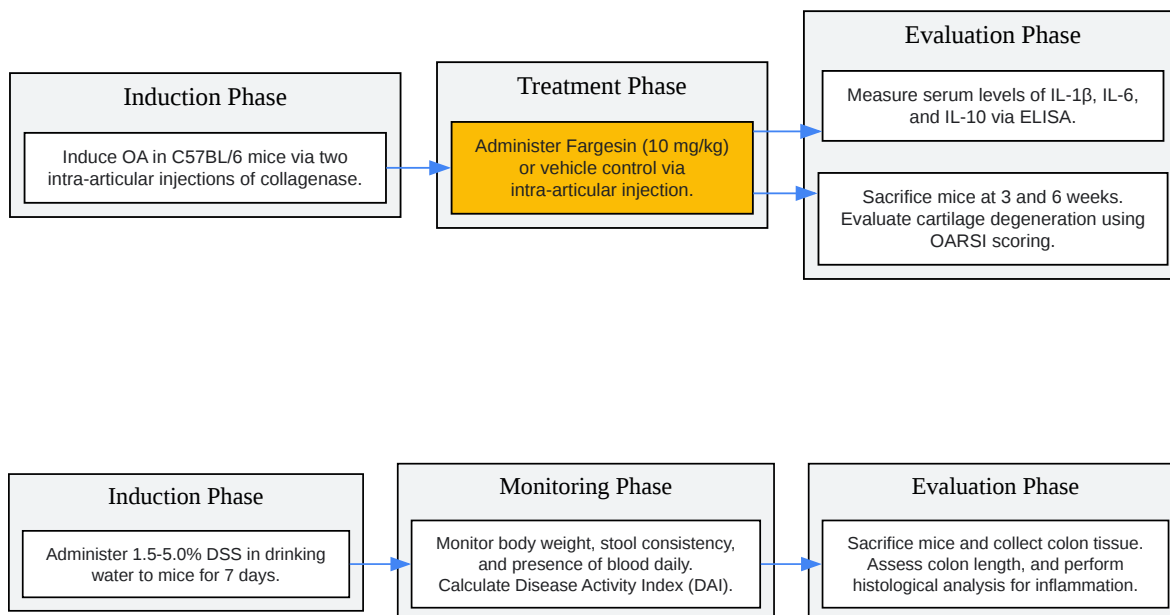 Induction Phase
Induce OA in C57BL/6 mice via two
intra-articular injections of collagenase.
Treatment Phase
Administer Fargesin (10 mg/kg)
or vehicle control via
intra-articular injection.
Evaluation Phase
Measure serum levels of IL-1β, IL-6,
and IL-10 via ELISA.
Sacrifice mice at 3 and 6 weeks.
Evaluate cartilage degeneration using
OARSI scoring.
Induction Phase
Administer 1.5-5.0% DSS in drinking
water to mice for 7 days.
Monitoring Phase
Monitor body weight, stool consistency,
and presence of blood daily.
Calculate Disease Activity Index (DAI).
Evaluation Phase
Sacrifice mice and collect colon tissue.
Assess colon length, and perform
histological analysis for inflammation.